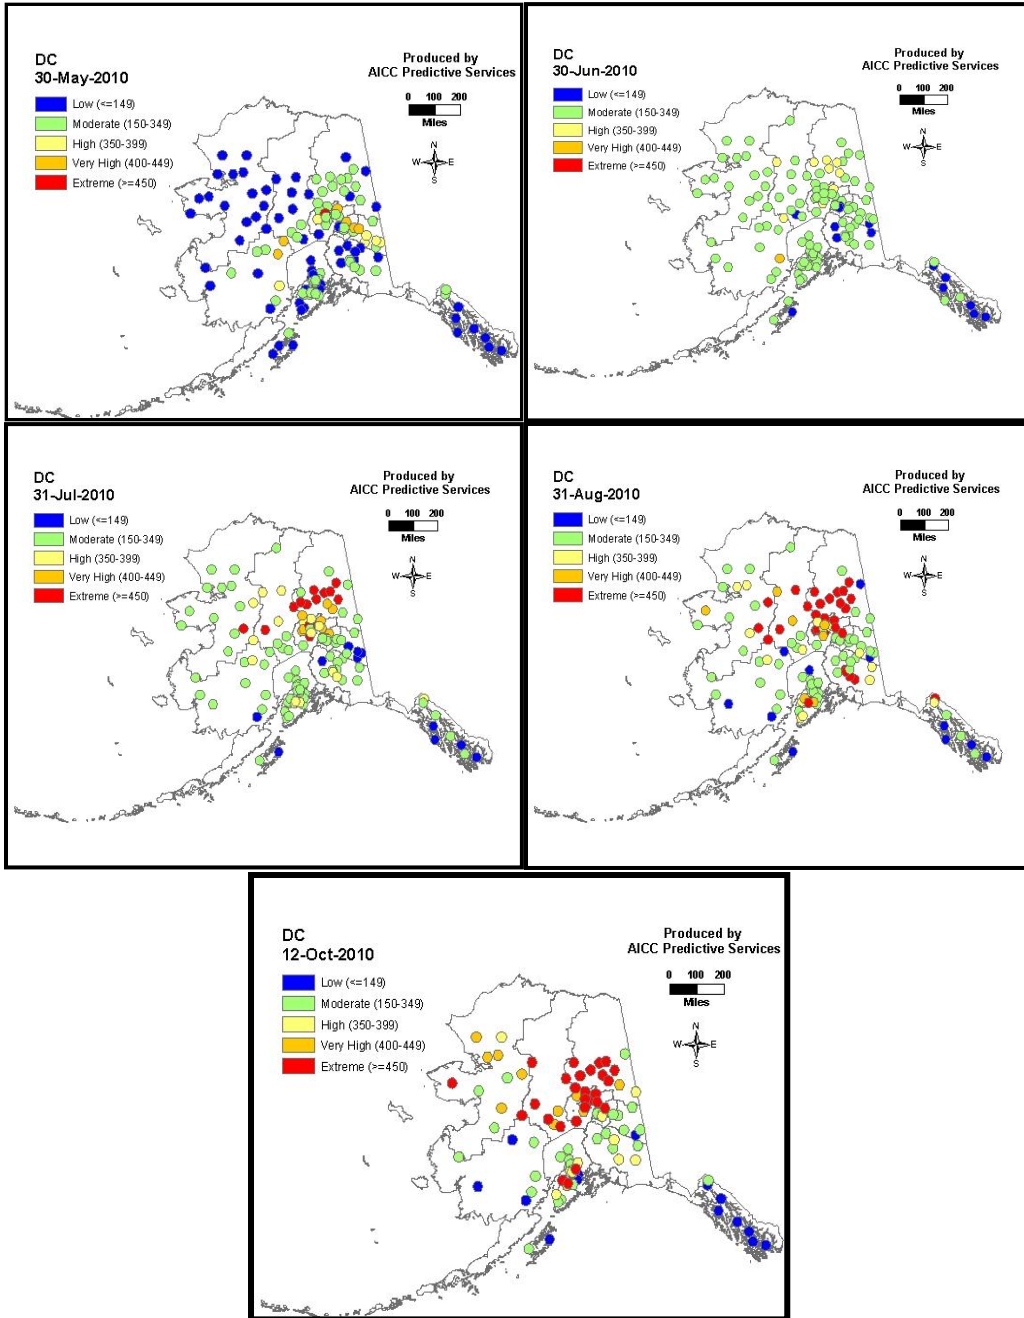 DC
30-May-2010
Low (<=149)
Moderate (150-349)
High (350-399)
Very High (400-449)
Extreme (>=450)
Produced by
AICC Predictive Services
0 100 200
Miles
N
W E
S
DC
30-Jun-2010
Low (<=149)
Moderate (150-349)
High (350-399)
Very High (400-449)
Extreme (>=450)
Produced by
AICC Predictive Services
0 100 200
Miles
N
W E
S
DC
31-Jul-2010
Low (<=149)
Moderate (150-349)
High (350-399)
Very High (400-449)
Extreme (>=450)
Produced by
AICC Predictive Services
0 100 200
Miles
N
W E
S
DC
31-Aug-2010
Low (<=149)
Moderate (150-349)
High (350-399)
Very High (400-449)
Extreme (>=450)
Produced by
AICC Predictive Services
0 100 200
Miles
N
W E
S
DC
12-Oct-2010
Low (<=149)
Moderate (150-349)
High (350-399)
Very High (400-449)
Extreme (>=450)
Produced by
AICC Predictive Services
0 100 200
Miles
N
W E
S